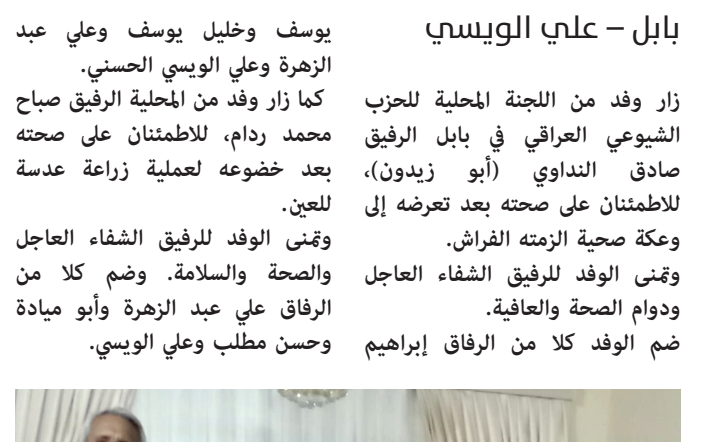 بابل – علي الويسي
زار وفد من اللجنة المحلية للحزب
الشيوعي العراقي في بابل الرفيق
صادق النداوي (أبو زيدون)،
للاطمئنان على صحته بعد تعرضه إلى
وعكة صحية الزمته الفراش.
وتمنى الوفد للرفيق الشفاء العاجل
ودوام الصحة والعافية.
ضم الوفد كلا من الرفاق إبراهيم
يوسف وخليل يوسف وعلي عبد
الزهرة وعلي الويسي الحسني.
كما زار وفد من المحلية الرفيق صباح
محمد ردام، للاطمئنان على صحته
بعد خضوعه لعملية زراعة عدسة
للعين.
وتمنى الوفد للرفيق الشفاء العاجل
والصحة والسلامة. وضم كلا من
الرفاق علي عبد الزهرة وأبو ميادة
وحسن مطلب وعلي الويسي.